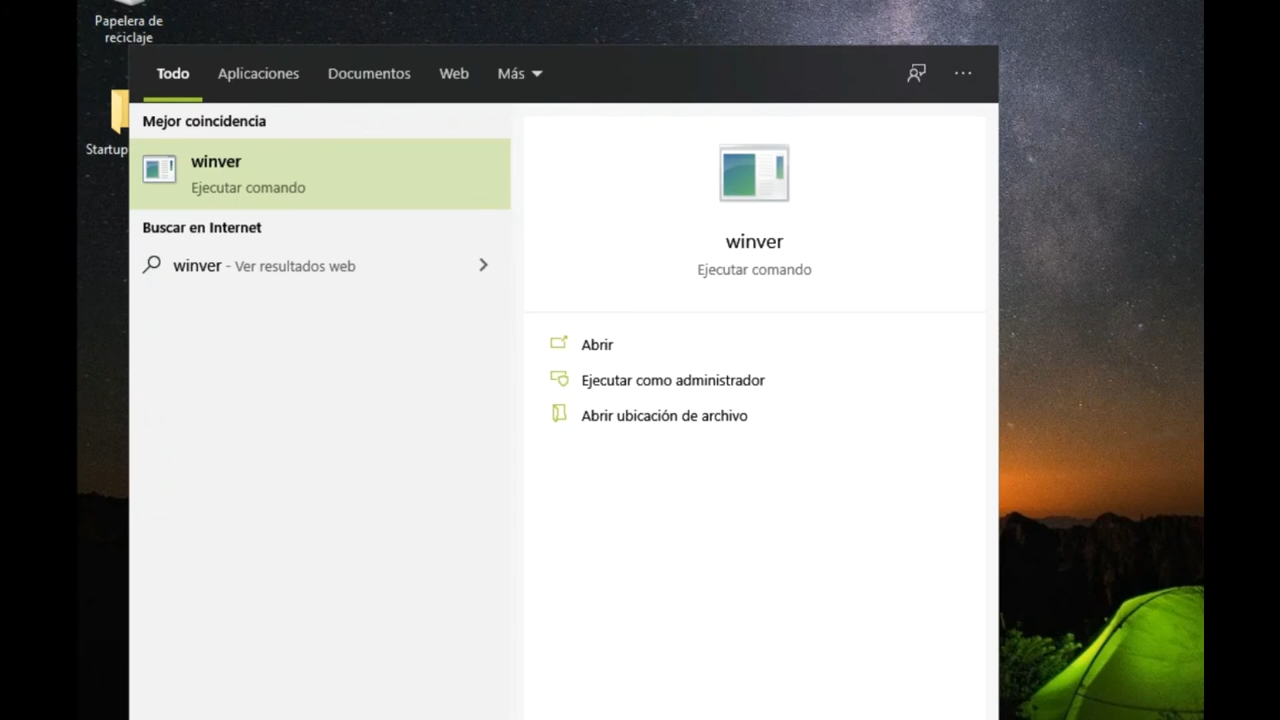 Papelera de
reciclaje
Startup
Todo
Aplicaciones
Documentos
Web
Más
Mejor coincidencia
winver
Ejecutar comando
Buscar en Internet
winver - Ver resultados web
winver
Ejecutar comando
Abrir
Ejecutar como administrador
Abrir ubicación de archivo